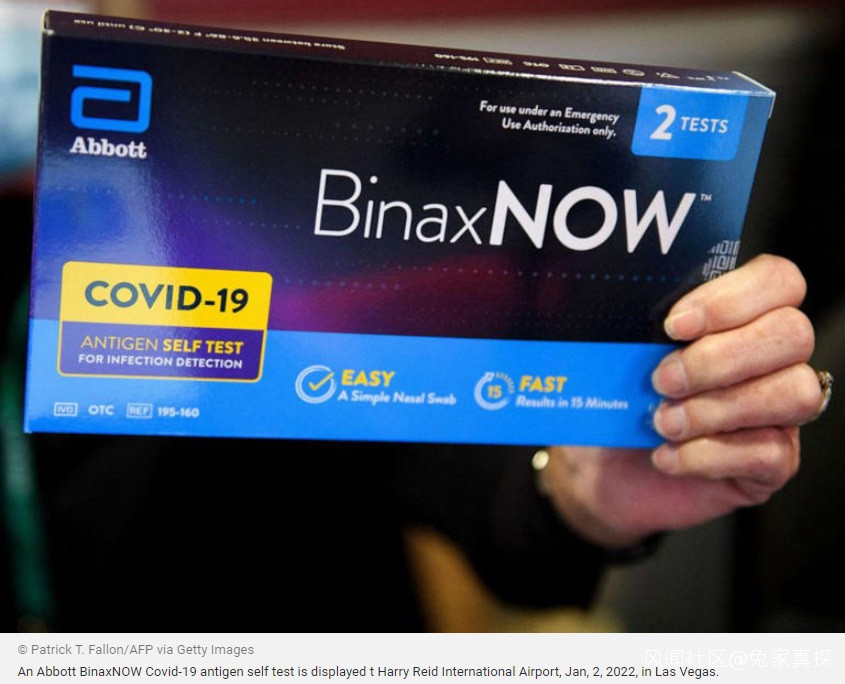 Abbott
For use under an Emergency
Use Authorization only.
2 TESTS
BinaxNOW™
COVID-19
ANTIGEN SELF TEST
FOR INFECTION DETECTION
EASY
A Simple Nasal Swab
15
FAST
Results in 15 Minutes
IVD OTC REF 195-160
© Patrick T. Fallon/AFP via Getty Images
风闻社区@兔家真探
An Abbott BinaxNOW Covid-19 antigen self test is displayed t Harry Reid International Airport, Jan, 2, 2022, in Las Vegas.